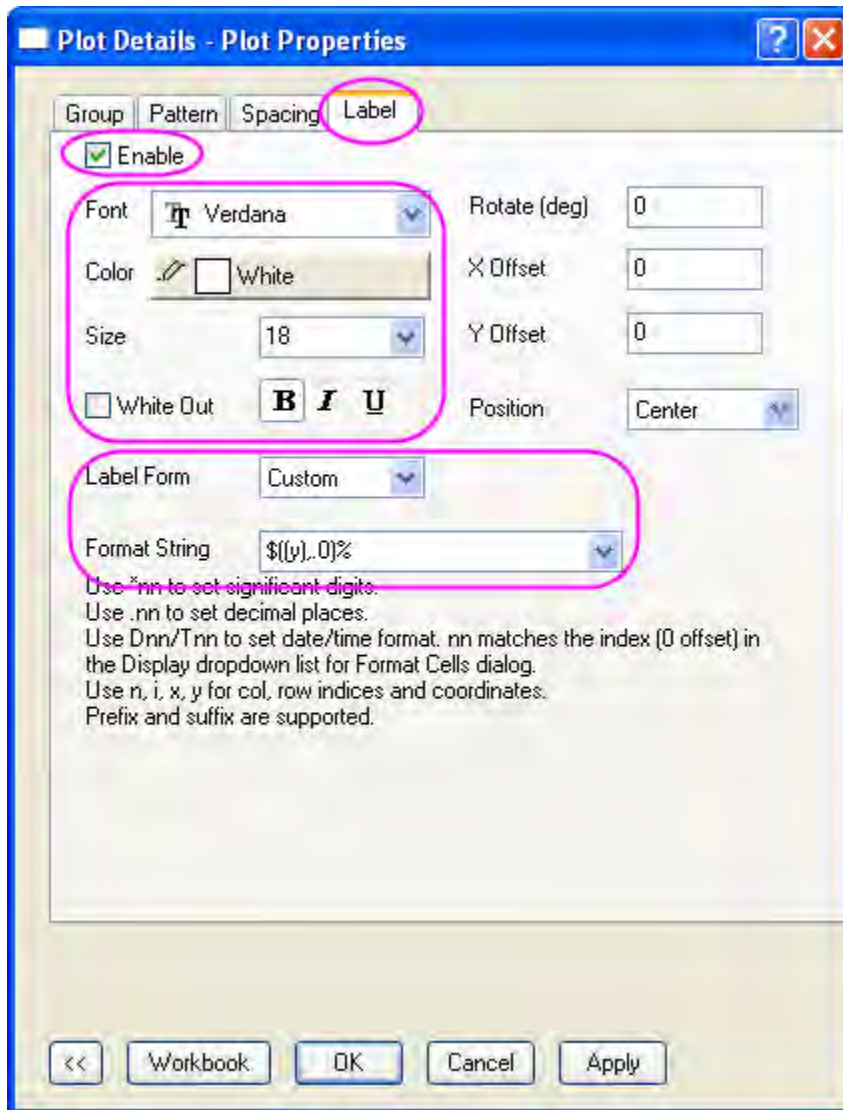 Plot Details - Plot Properties
Group Pattern Spacing Label
Enable
Font Verdana Rotate (deg) 0
Color White X Offset 0
Size 18 Y Offset 0
White Out B I U Position Center
Label Form Custom
Format String $((y),.0)%
Use *nn to set significant digits.
Use .nn to set decimal places.
Use Dnn/Tnn to set date/time format. nn matches the index (0 offset) in
the Display dropdown list for Format Cells dialog.
Use n, i, x, y for col, row indices and coordinates.
Prefix and suffix are supported.
<< Workbook OK Cancel Apply